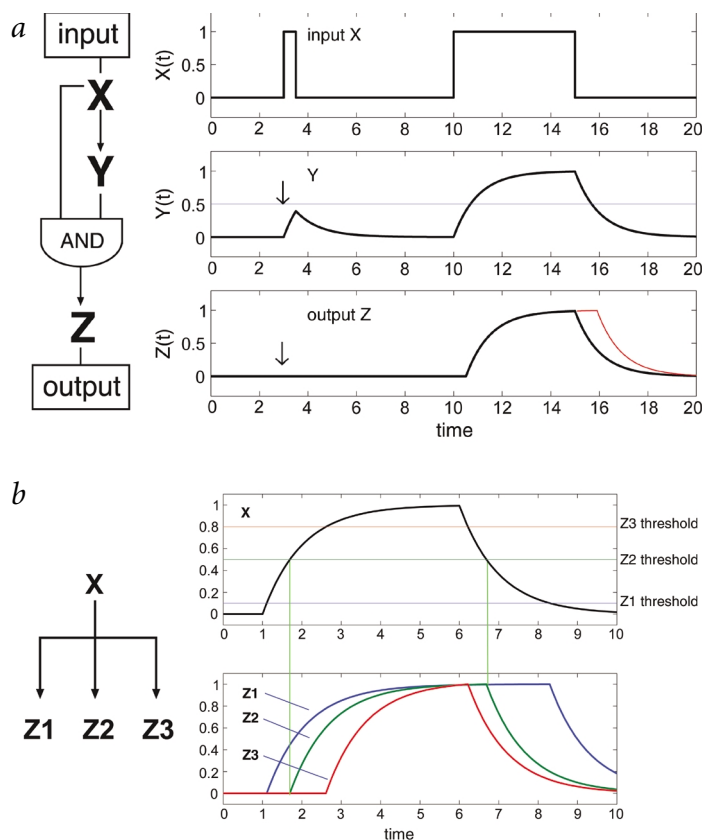 a
input
X
Y
AND
Z
output
X(t)
1
0.5
0
input X
0 2 4 6 8 10 12 14 16 18 20
Y(t)
1
0.5
0
Y
0 2 4 6 8 10 12 14 16 18 20
Z(t)
1
0.5
0
output Z
0 2 4 6 8 10 12 14 16 18 20
time
b
X
Z1 Z2 Z3
1
0.8
0.6
0.4
0.2
0
X
Z3 threshold
Z2 threshold
Z1 threshold
0 1 2 3 4 5 6 7 8 9 10
1
0.8
0.6
0.4
0.2
0
Z1
Z2
Z3
0 1 2 3 4 5 6 7 8 9 10
time